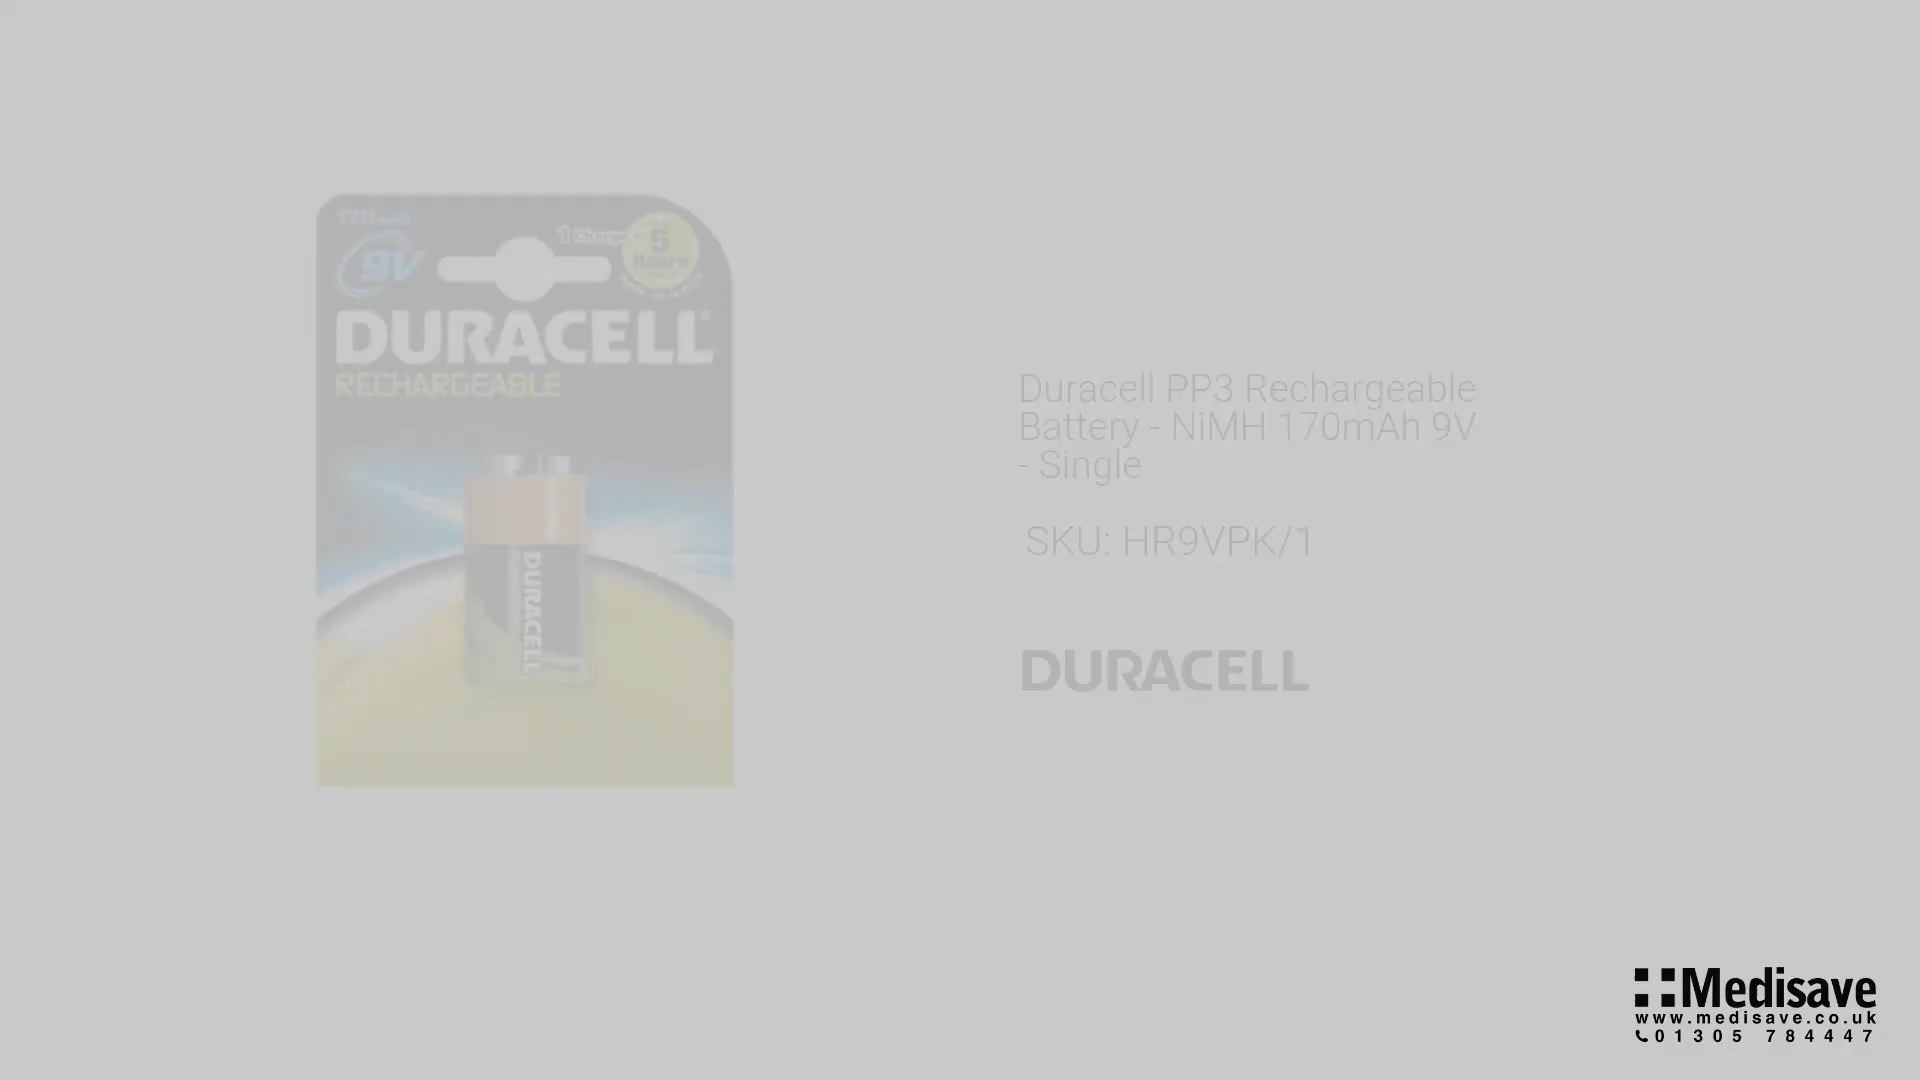 170mAh
9V
1 Charge =
5
DURACELL
RECHARGEABLE
DURACELL
Duracell PP3 Rechargeable
Battery - NiMH 170mAh 9V
- Single
SKU: HR9VPK/1
DURACELL
Medisave
www.medisave.co.uk
01305 784447